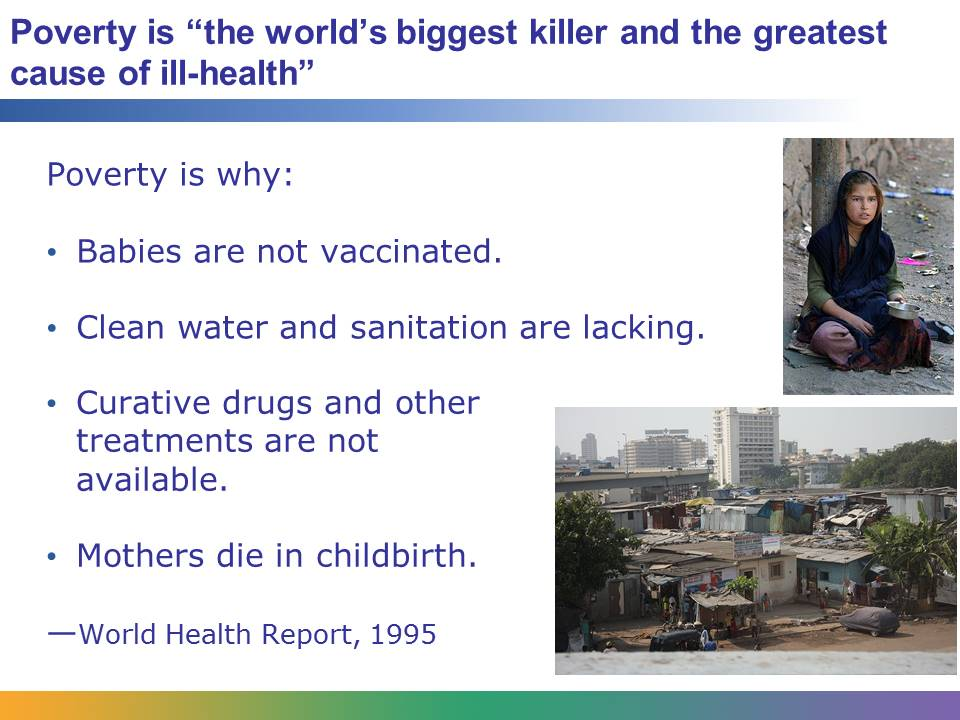 Poverty is “the world’s biggest killer and the greatest
cause of ill-health”
Poverty is why:
• Babies are not vaccinated.
• Clean water and sanitation are lacking.
• Curative drugs and other
treatments are not
available.
• Mothers die in childbirth.
—World Health Report, 1995